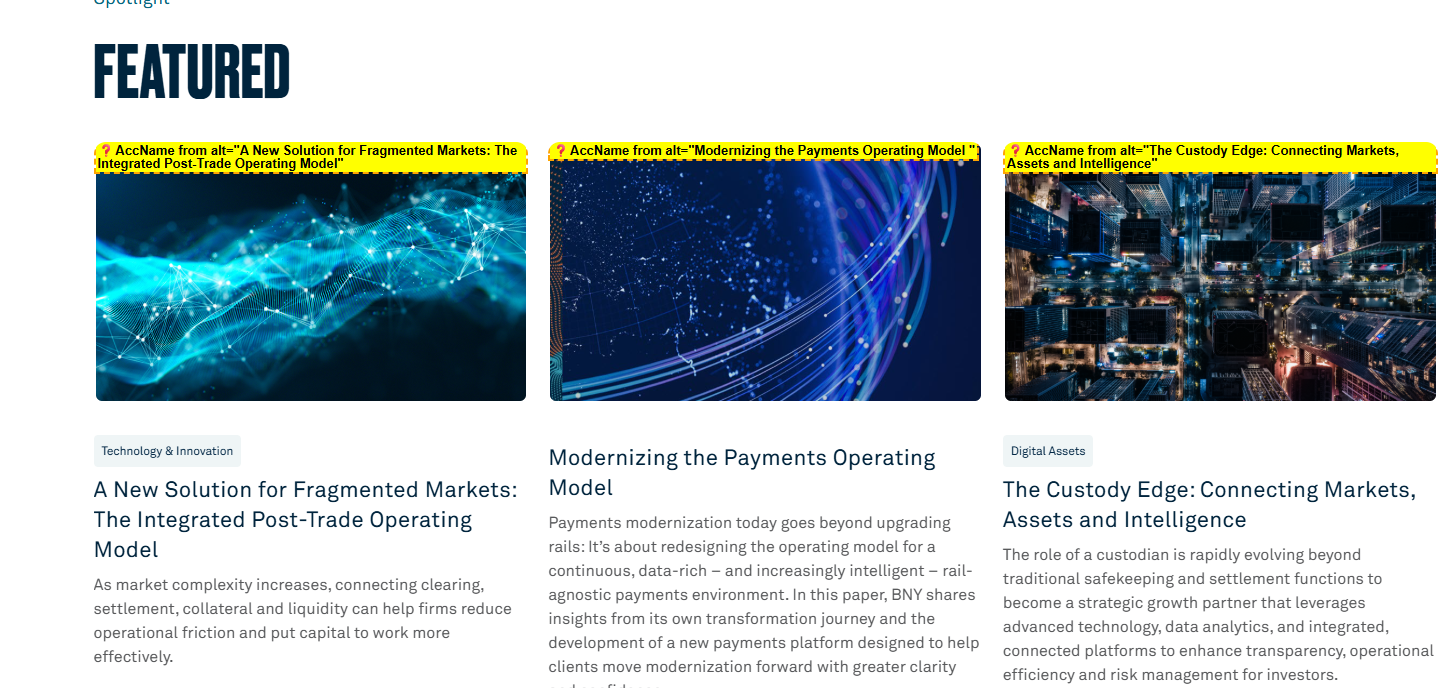 Spotlight
FEATURED
❓ AccName from alt="A New Solution for Fragmented Markets: The
Integrated Post-Trade Operating Model"
Technology & Innovation
A New Solution for Fragmented Markets:
The Integrated Post-Trade Operating
Model
As market complexity increases, connecting clearing,
settlement, collateral and liquidity can help firms reduce
operational friction and put capital to work more
effectively.
❓ AccName from alt="Modernizing the Payments Operating Model "
Modernizing the Payments Operating
Model
Payments modernization today goes beyond upgrading
rails: It’s about redesigning the operating model for a
continuous, data-rich – and increasingly intelligent – rail-
agnostic payments environment. In this paper, BNY shares
insights from its own transformation journey and the
development of a new payments platform designed to help
clients move modernization forward with greater clarity
❓ AccName from alt="The Custody Edge: Connecting Markets,
Assets and Intelligence"
Digital Assets
The Custody Edge: Connecting Markets,
Assets and Intelligence
The role of a custodian is rapidly evolving beyond
traditional safekeeping and settlement functions to
become a strategic growth partner that leverages
advanced technology, data analytics, and integrated,
connected platforms to enhance transparency, operational
efficiency and risk management for investors.